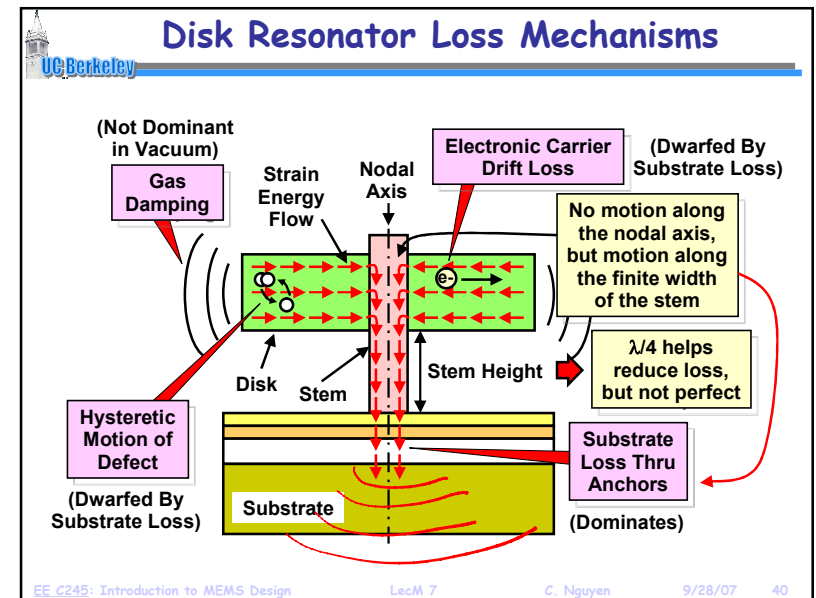 Disk Resonator Loss Mechanisms
UC Berkeley
(Not Dominant
in Vacuum)
Gas
Damping
Strain
Energy
Flow
Nodal
Axis
Electronic Carrier
Drift Loss
(Dwarfed By
Substrate Loss)
No motion along
the nodal axis,
but motion along
the finite width
of the stem
e-
Disk
Stem
Stem Height
λ/4 helps
reduce loss,
but not perfect
Hysteretic
Motion of
Defect
(Dwarfed By
Substrate Loss)
Substrate
Substrate
Loss Thru
Anchors
(Dominates)
EE C245: Introduction to MEMS Design LecM 7 C. Nguyen 9/28/07 40